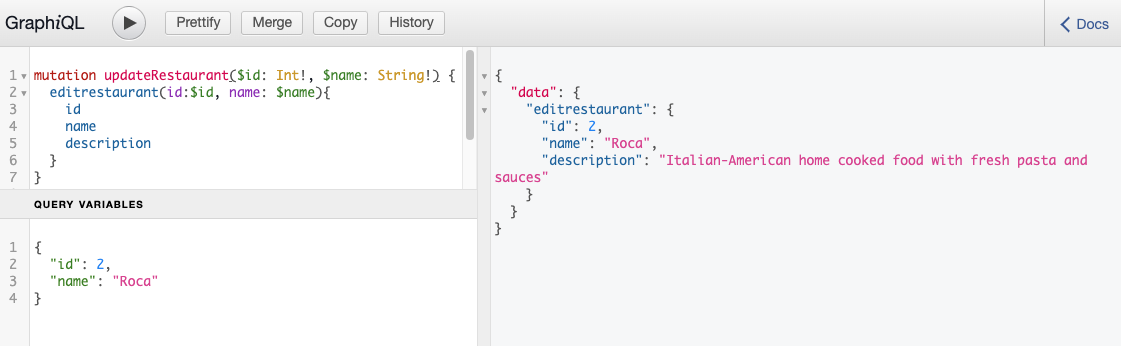 GraphiQL
Prettify
Merge
Copy
History
Docs
1 mutation updateRestaurant($id: Int!, $name: String!) {
2   editrestaurant(id:$id, name: $name){
3     id
4     name
5     description
6   }
7 }
QUERY VARIABLES
1 {
2   "id": 2,
3   "name": "Roca"
4 }
{
  "data": {
    "editrestaurant": {
      "id": 2,
      "name": "Roca",
      "description": "Italian-American home cooked food with fresh pasta and
sauces"
    }
  }
}